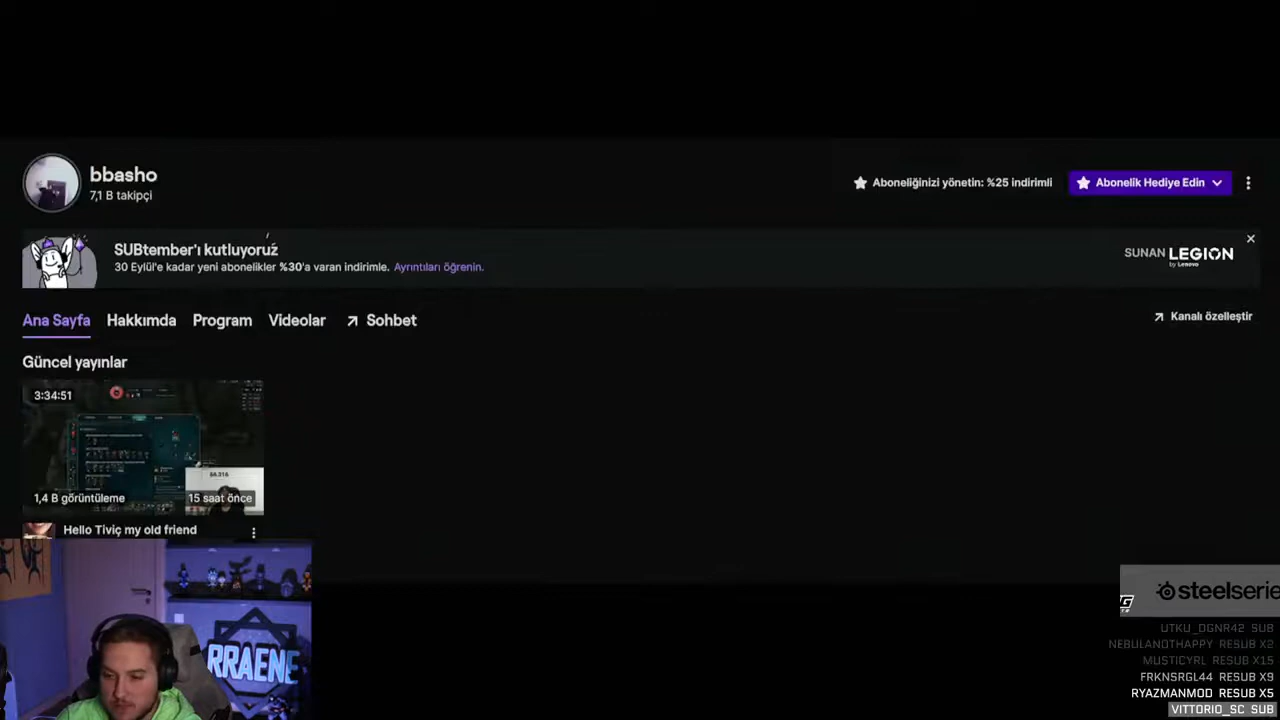 bbasho
7,1 B takipçi
Aboneliğinizi yönetin: %25 indirimli
Abonelik Hediye Edin
SUBtember'ı kutluyoruz
30 Eylül'e kadar yeni abonelikler %30'a varan indirimle. Ayrıntıları öğrenin.
SUNAN LEGION
by Lenovo
Ana Sayfa
Hakkımda
Program
Videolar
Sohbet
Kanalı özelleştir
Güncel yayınlar
3:34:51
1,4 B görüntüleme
15 saat önce
Hello Tiviç my old friend
RRAENE
steelserie
UTKU_DGNR42 SUB
NEBULANOTHAPPY RESUB X2
MUSTICYRL RESUB X15
FRKNSRGL44 RESUB X9
RYAZMANMOD RESUB X5
VITTORIO_SC SUB